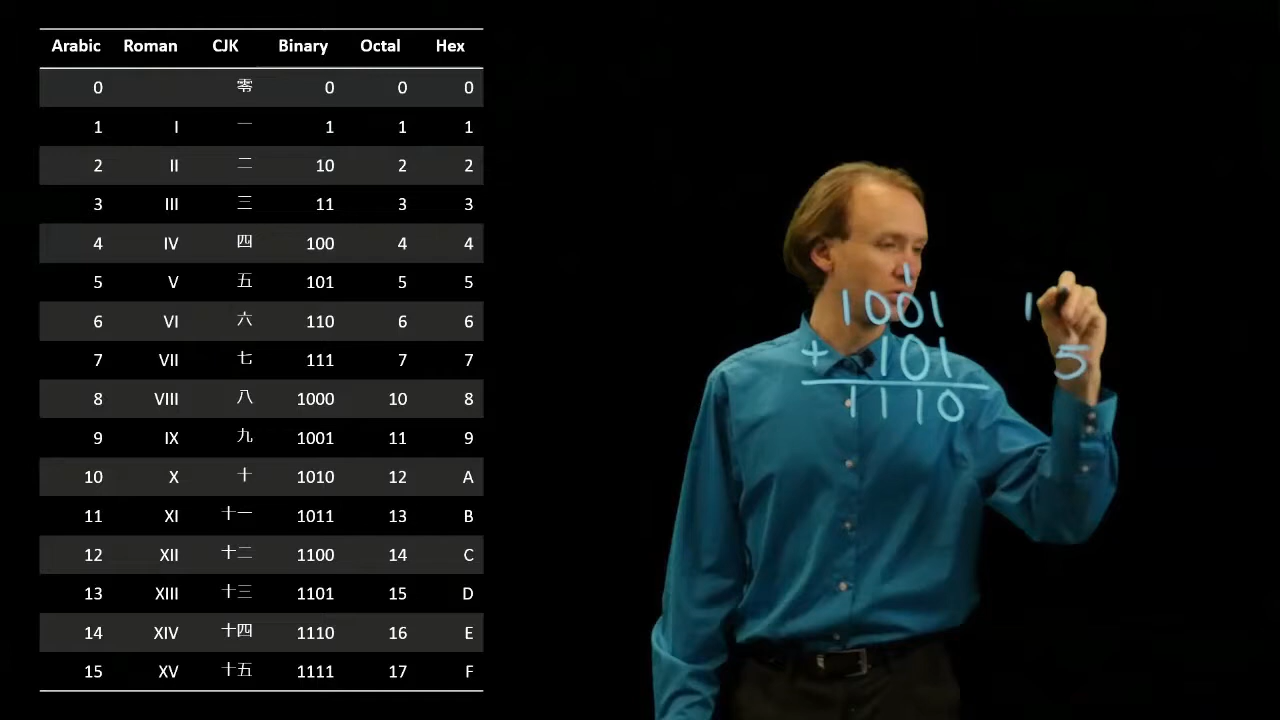 Arabic Roman CJK Binary Octal Hex
0 零 0 0 0
1 I 一 1 1 1
2 II 二 10 2 2
3 III 三 11 3 3
4 IV 四 100 4 4
5 V 五 101 5 5
6 VI 六 110 6 6
7 VII 七 111 7 7
8 VIII 八 1000 10 8
9 IX 九 1001 11 9
10 X 十 1010 12 A
11 XI 十一 1011 13 B
12 XII 十二 1100 14 C
13 XIII 十三 1101 15 D
14 XIV 十四 1110 16 E
15 XV 十五 1111 17 F
1
1001 1
+ 101 5
1110